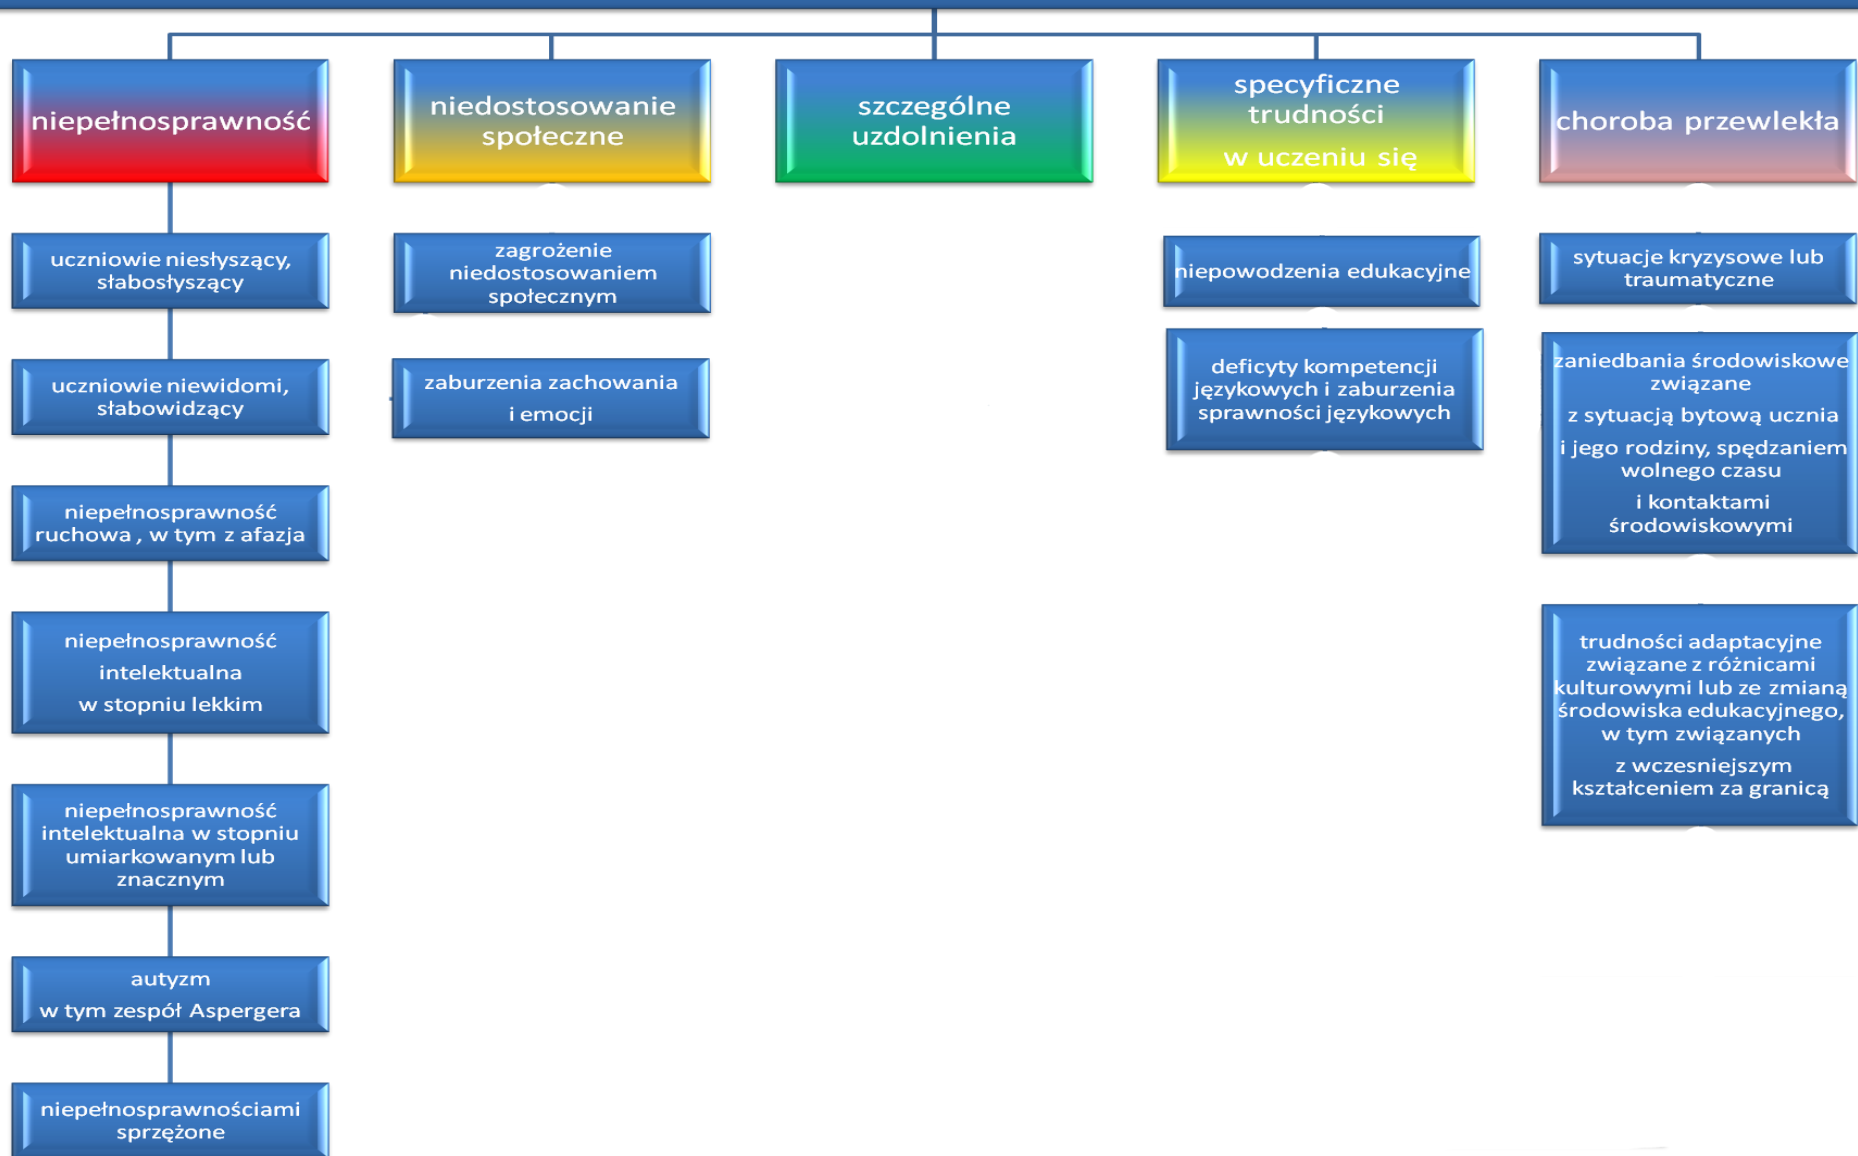 niepełnosprawność
niedostosowanie
społeczne
szczególne
uzdolnienia
specyficzne
trudności
w uczeniu się
choroba przewlekła
uczniowie niesłyszący,
słabosłyszący
uczniowie niewidomi,
słabowidzący
niepełnosprawność
ruchowa , w tym z afazja
niepełnosprawność
intelektualna
w stopniu lekkim
niepełnosprawność
intelektualna w stopniu
umiarkowanym lub
znacznym
autyzm
w tym zespół Aspergera
niepełnosprawnościami
sprzężone
zagrożenie
niedostosowaniem
społecznym
zaburzenia zachowania
i emocji
niepowodzenia edukacyjne
deficyty kompetencji
językowych i zaburzenia
sprawności językowych
sytuacje kryzysowe lub
traumatyczne
zaniedbania środowiskowe
związane
z sytuacją bytową ucznia
i jego rodziny, spędzaniem
wolnego czasu
i kontaktami
środowiskowymi
trudności adaptacyjne
związane z różnicami
kulturowymi lub ze zmianą
środowiska edukacyjnego,
w tym związanych
z wczesniejszym
kształceniem za granicą